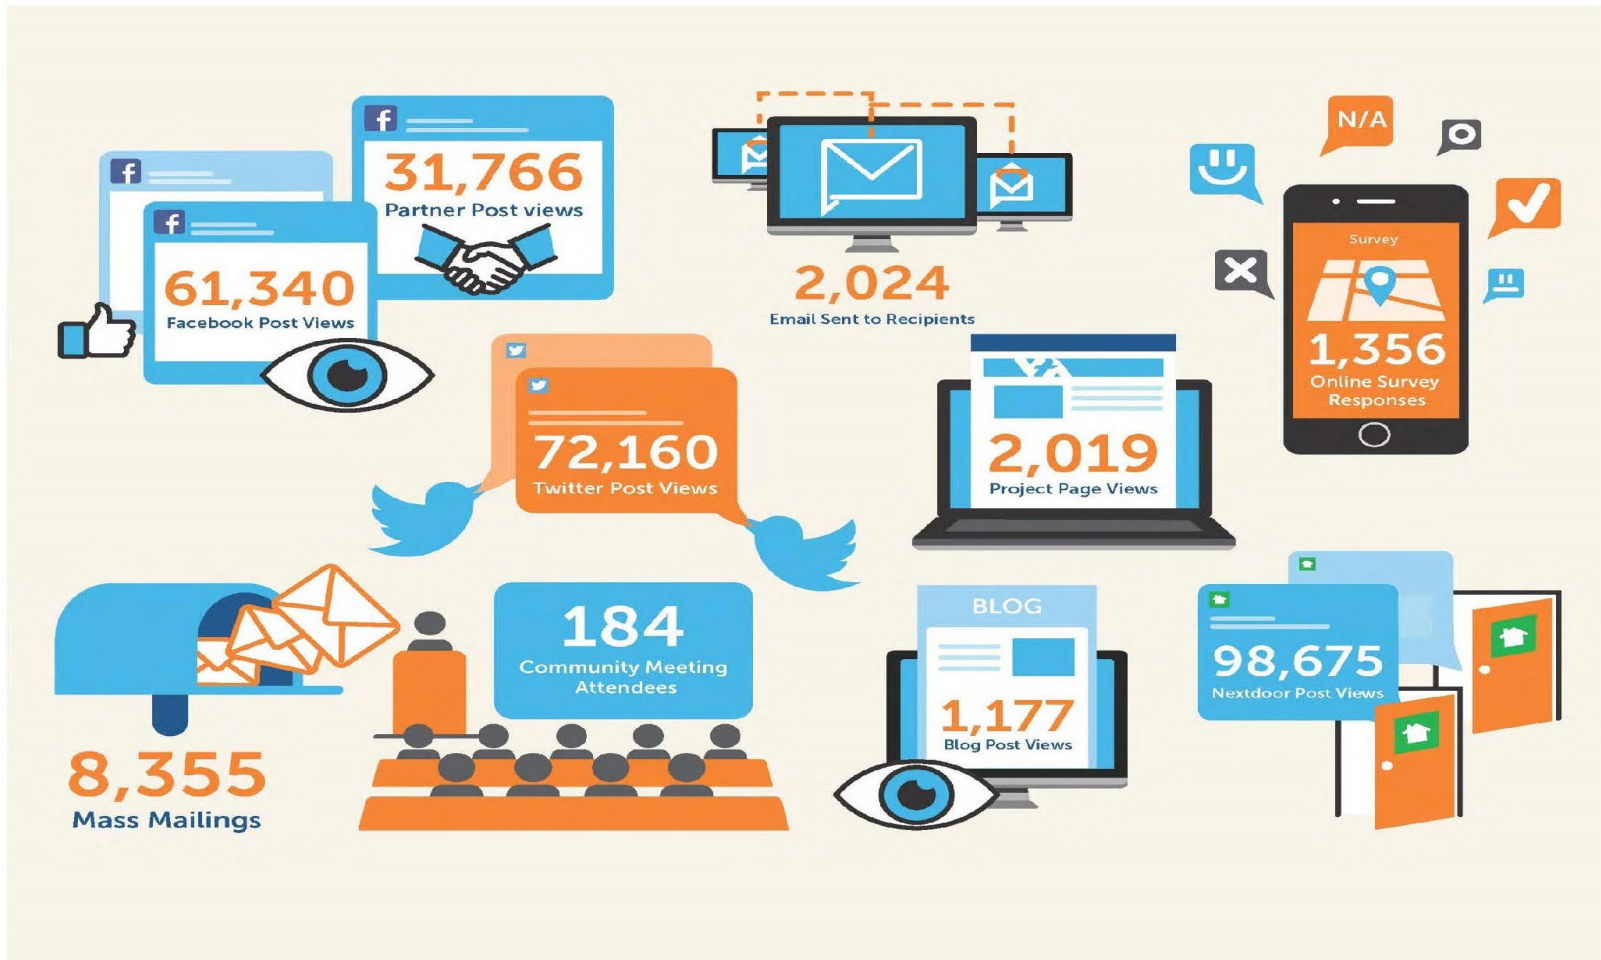 f
31,766
Partner Post views
f
f
61,340
Facebook Post Views
2,024
Email Sent to Recipients
N/A
Survey
1,356
Online Survey
Responses
72,160
Twitter Post Views
2,019
Project Page Views
8,355
Mass Mailings
184
Community Meeting
Attendees
BLOG
1,177
Blog Post Views
98,675
Nextdoor Post Views